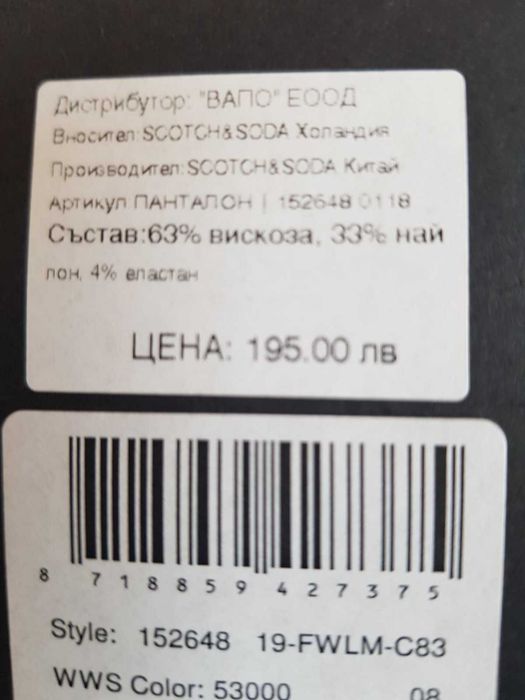 Дистрибутор: "ВАПО" ЕООД
Вносител:SCOTCH&SODA Холандия
Производител:SCOTCH&SODA Китай
Артикул ПАНТАЛОН | 152648 0118
Състав:63% вискоза, 33% най
лон, 4% еластан
ЦЕНА: 195.00 лв
8 718859 427375
Style: 152648 19-FWLM-C83
WWS Color: 53000 08